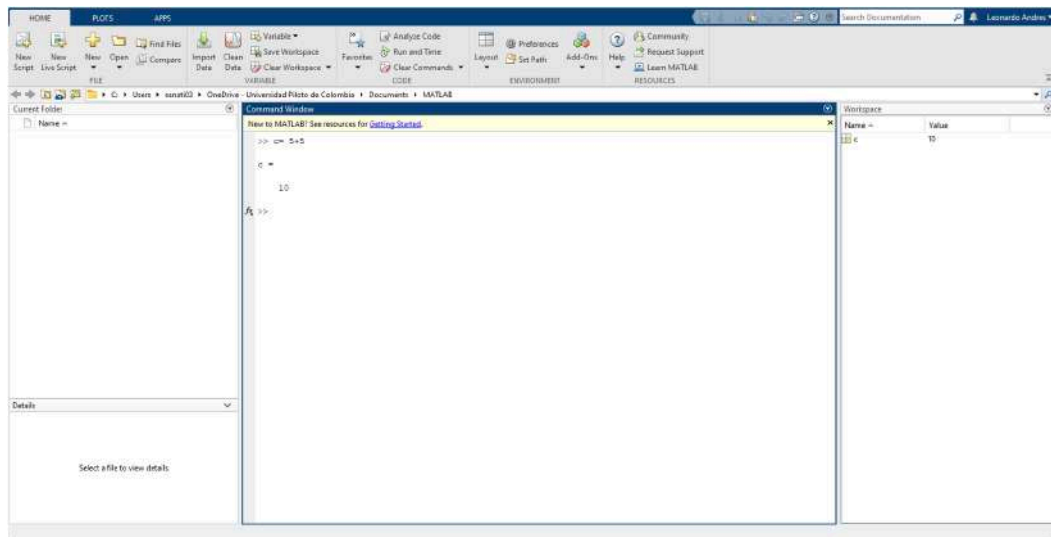 HOME PLOTS APPS
Search Documentation Leonardo Andres
New Script
New Live Script
New
Open
Find Files
Compare
Import Data
Clean Data
Variable
Save Workspace
Clear Workspace
Favorites
Analyze Code
Run and Time
Clear Commands
Layout
Preferences
Set Path
Add-Ons
Help
Community
Request Support
Learn MATLAB
FILE VARIABLE CODE ENVIRONMENT RESOURCES
C: Users OneDrive - Universidad Piloto de Colombia Documents MATLAB
Current Folder
Name
Details
Select a file to view details
Command Window
New to MATLAB? See resources for Getting Started.
>> c= 5+5
c =
10
fx >>
Workspace
Name Value
c 10